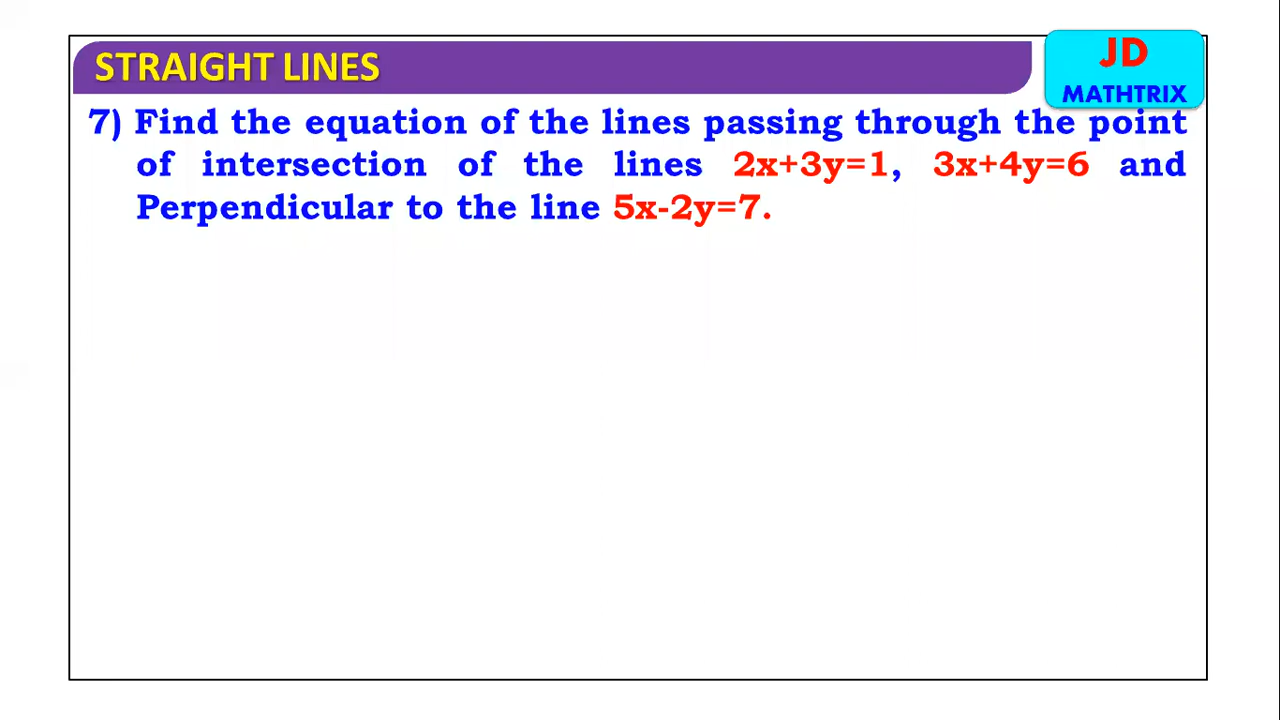 STRAIGHT LINES
JD
MATHTRIX
7) Find the equation of the lines passing through the point
of intersection of the lines 2x+3y=1, 3x+4y=6 and
Perpendicular to the line 5x-2y=7.